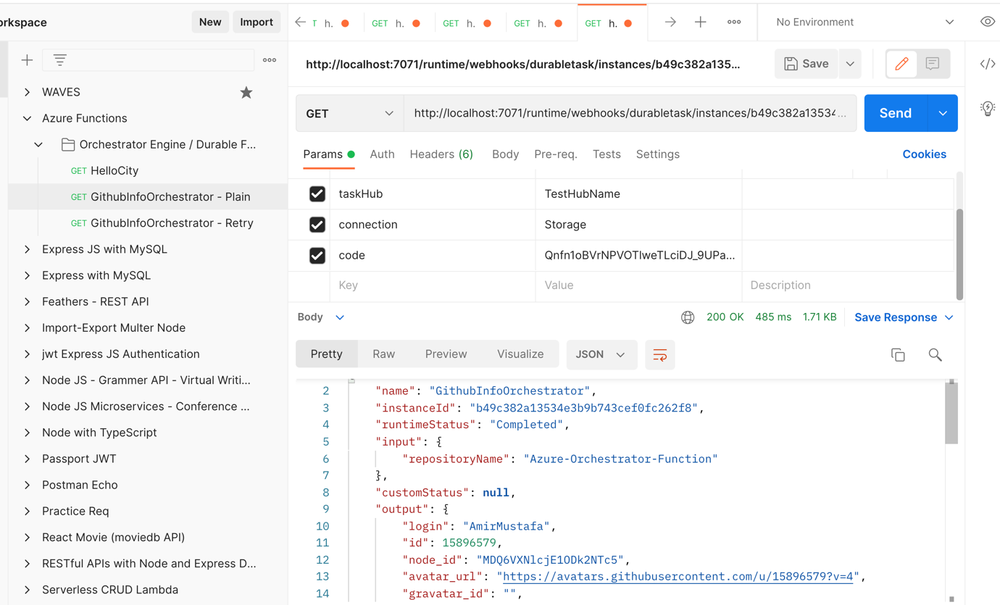 orkspace
New
Import
WAVES
Azure Functions
Orchestrator Engine / Durable F...
GET HelloCity
GET GithubInfoOrchestrator - Plain
GET GithubInfoOrchestrator - Retry
Express JS with MySQL
Express with MySQL
Feathers - REST API
Import-Export Multer Node
jwt Express JS Authentication
Node JS - Grammer API - Virtual Writi...
Node JS Microservices - Conference ...
Node with TypeScript
Passport JWT
Postman Echo
Practice Req
React Movie (moviedb API)
RESTful APIs with Node and Express D...
Serverless CRUD Lambda
T h. GET h. GET h. GET h. GET h.
No Environment
http://localhost:7071/runtime/webhooks/durabletask/instances/b49c382a135...
Save
GET http://localhost:7071/runtime/webhooks/durabletask/instances/b49c382a13534...
Send
Params Auth Headers (6) Body Pre-req. Tests Settings Cookies
taskHub TestHubName
connection Storage
code Qnfn1oBVrNPVOTlweTLciDJ_9UPa...
Key Value Description
Body 200 OK 485 ms 1.71 KB Save Response
Pretty Raw Preview Visualize JSON
2 "name": "GithubInfoOrchestrator",
3 "instanceId": "b49c382a13534e3b9b743cef0fc262f8",
4 "runtimeStatus": "Completed",
5 "input": {
6 "repositoryName": "Azure-Orchestrator-Function"
7 },
8 "customStatus": null,
9 "output": {
10 "login": "AmirMustafa",
11 "id": 15896579,
12 "node_id": "MDQ6VXNlcjE1ODk2NTc5",
13 "avatar_url": "https://avatars.githubusercontent.com/u/15896579?v=4",
14 "gravatar_id": "",